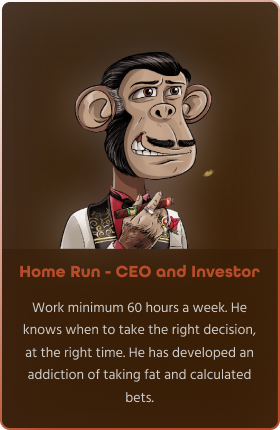 Home Run - CEO and Investor
Work minimum 60 hours a week. He
knows when to take the right decision,
at the right time. He has developed an
addiction of taking fat and calculated
bets.